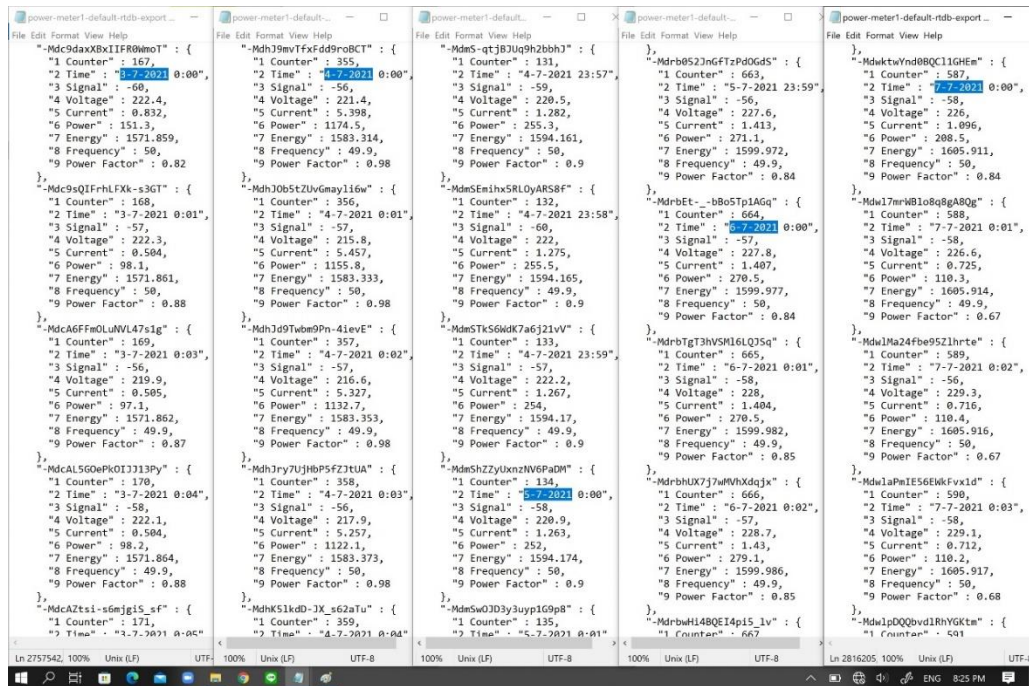 power-meter1-default-rtdb-export ...
File Edit Format View Help
"-Mdc9daxXBxIIFR0WmoT" : {
"1 Counter" : 167,
"2 Time" : "3-7-2021 0:00",
"3 Signal" : -60,
"4 Voltage" : 222.4,
"5 Current" : 0.832,
"6 Power" : 151.3,
"7 Energy" : 1571.859,
"8 Frequency" : 50,
"9 Power Factor" : 0.82
},
"-Mdc9sQIFrhLFXk-s3GT" : {
"1 Counter" : 168,
"2 Time" : "3-7-2021 0:01",
"3 Signal" : -57,
"4 Voltage" : 222.3,
"5 Current" : 0.504,
"6 Power" : 98.1,
"7 Energy" : 1571.861,
"8 Frequency" : 50,
"9 Power Factor" : 0.88
},
"-MdcA6FFmOLuNVL47s1g" : {
"1 Counter" : 169,
"2 Time" : "3-7-2021 0:03",
"3 Signal" : -56,
"4 Voltage" : 219.9,
"5 Current" : 0.505,
"6 Power" : 97.1,
"7 Energy" : 1571.862,
"8 Frequency" : 49.9,
"9 Power Factor" : 0.87
},
"-MdcAL5GOePkOIJJ13Py" : {
"1 Counter" : 170,
"2 Time" : "3-7-2021 0:04",
"3 Signal" : -58,
"4 Voltage" : 222.1,
"5 Current" : 0.504,
"6 Power" : 98.2,
"7 Energy" : 1571.864,
"8 Frequency" : 49.9,
"9 Power Factor" : 0.88
},
"-MdcAZtsi-s6mjgiS_sf" : {
"1 Counter" : 171,
"2 Time" : "3-7-2021 0:05"
Ln 2757542, 100% Unix (LF) UTF-
power-meter1-default-...
File Edit Format View Help
"-MdhJ9mvTfxFdd9roBCT" : {
"1 Counter" : 355,
"2 Time" : "4-7-2021 0:00",
"3 Signal" : -56,
"4 Voltage" : 221.4,
"5 Current" : 5.398,
"6 Power" : 1174.5,
"7 Energy" : 1583.314,
"8 Frequency" : 49.9,
"9 Power Factor" : 0.98
},
"-MdhJOb5tZUvGmayli6w" : {
"1 Counter" : 356,
"2 Time" : "4-7-2021 0:01",
"3 Signal" : -57,
"4 Voltage" : 215.8,
"5 Current" : 5.457,
"6 Power" : 1155.8,
"7 Energy" : 1583.333,
"8 Frequency" : 50,
"9 Power Factor" : 0.98
},
"-MdhJd9Twbm9Pn-4ievE" : {
"1 Counter" : 357,
"2 Time" : "4-7-2021 0:02",
"3 Signal" : -57,
"4 Voltage" : 216.6,
"5 Current" : 5.327,
"6 Power" : 1132.7,
"7 Energy" : 1583.353,
"8 Frequency" : 49.9,
"9 Power Factor" : 0.98
},
"-MdhJry7UjHbP5fZJtUA" : {
"1 Counter" : 358,
"2 Time" : "4-7-2021 0:03",
"3 Signal" : -56,
"4 Voltage" : 217.9,
"5 Current" : 5.257,
"6 Power" : 1122.1,
"7 Energy" : 1583.373,
"8 Frequency" : 50,
"9 Power Factor" : 0.98
},
"-MdhK5lkdD-JX_s62aTu" : {
"1 Counter" : 359,
"2 Time" : "4-7-2021 0:04"
100% Unix (LF) UTF-8
power-meter1-default-rtdb-export ...
File Edit Format View Help
"-MdmS-qtjBJUq9h2bbhJ" : {
"1 Counter" : 131,
"2 Time" : "4-7-2021 23:57",
"3 Signal" : -59,
"4 Voltage" : 220.5,
"5 Current" : 1.282,
"6 Power" : 255.3,
"7 Energy" : 1594.161,
"8 Frequency" : 50,
"9 Power Factor" : 0.9
},
"-MdmSEmihx5RLOyARS8f" : {
"1 Counter" : 132,
"2 Time" : "4-7-2021 23:58",
"3 Signal" : -60,
"4 Voltage" : 222,
"5 Current" : 1.275,
"6 Power" : 255.5,
"7 Energy" : 1594.165,
"8 Frequency" : 49.9,
"9 Power Factor" : 0.9
},
"-MdmSTkS6WdK7a6j21vV" : {
"1 Counter" : 133,
"2 Time" : "4-7-2021 23:59",
"3 Signal" : -57,
"4 Voltage" : 222.2,
"5 Current" : 1.267,
"6 Power" : 254,
"7 Energy" : 1594.17,
"8 Frequency" : 49.9,
"9 Power Factor" : 0.9
},
"-MdmShZZyUxnzNV6PaDM" : {
"1 Counter" : 134,
"2 Time" : "5-7-2021 0:00",
"3 Signal" : -58,
"4 Voltage" : 220.9,
"5 Current" : 1.263,
"6 Power" : 252,
"7 Energy" : 1594.174,
"8 Frequency" : 50,
"9 Power Factor" : 0.9
},
"-MdmSwOJD3y3uyp1G9p8" : {
"1 Counter" : 135,
"2 Time" : "5-7-2021 0:01"
100% Unix (LF) UTF-8
power-meter1-default-...
File Edit Format View Help
},
"-Mdrb052JnGfTzPdOGdS" : {
"1 Counter" : 663,
"2 Time" : "5-7-2021 23:59",
"3 Signal" : -56,
"4 Voltage" : 227.6,
"5 Current" : 1.413,
"6 Power" : 271.1,
"7 Energy" : 1599.972,
"8 Frequency" : 49.9,
"9 Power Factor" : 0.84
},
"-MdrbEt-_-bBo5Tp1AGq" : {
"1 Counter" : 664,
"2 Time" : "6-7-2021 0:00",
"3 Signal" : -57,
"4 Voltage" : 227.8,
"5 Current" : 1.407,
"6 Power" : 270.5,
"7 Energy" : 1599.977,
"8 Frequency" : 50,
"9 Power Factor" : 0.84
},
"-MdrbTgT3hVSMl6LQJSq" : {
"1 Counter" : 665,
"2 Time" : "6-7-2021 0:01",
"3 Signal" : -58,
"4 Voltage" : 228,
"5 Current" : 1.404,
"6 Power" : 270.5,
"7 Energy" : 1599.982,
"8 Frequency" : 49.9,
"9 Power Factor" : 0.85
},
"-MdrbhUX7j7wMVhXdqjx" : {
"1 Counter" : 666,
"2 Time" : "6-7-2021 0:02",
"3 Signal" : -57,
"4 Voltage" : 228.7,
"5 Current" : 1.43,
"6 Power" : 279.1,
"7 Energy" : 1599.986,
"8 Frequency" : 49.9,
"9 Power Factor" : 0.85
},
"-MdrbwHi4BQEI4pi5_lv" : {
"1 Counter" : 667
100% Unix (LF) UTF-8
power-meter1-default-rtdb-export ...
File Edit Format View Help
},
"-MdwktwYnd0BQCl1GHEm" : {
"1 Counter" : 587,
"2 Time" : "7-7-2021 0:00",
"3 Signal" : -58,
"4 Voltage" : 226,
"5 Current" : 1.096,
"6 Power" : 208.5,
"7 Energy" : 1605.911,
"8 Frequency" : 50,
"9 Power Factor" : 0.84
},
"-Mdwl7mrWBlo8q8gA8Qg" : {
"1 Counter" : 588,
"2 Time" : "7-7-2021 0:01",
"3 Signal" : -58,
"4 Voltage" : 226.6,
"5 Current" : 0.725,
"6 Power" : 110.3,
"7 Energy" : 1605.914,
"8 Frequency" : 49.9,
"9 Power Factor" : 0.67
},
"-MdwlMa24fbe95Zlhrte" : {
"1 Counter" : 589,
"2 Time" : "7-7-2021 0:02",
"3 Signal" : -56,
"4 Voltage" : 229.3,
"5 Current" : 0.716,
"6 Power" : 110.4,
"7 Energy" : 1605.916,
"8 Frequency" : 50,
"9 Power Factor" : 0.67
},
"-MdwlaPmIE56EWkFvx1d" : {
"1 Counter" : 590,
"2 Time" : "7-7-2021 0:03",
"3 Signal" : -58,
"4 Voltage" : 229.1,
"5 Current" : 0.712,
"6 Power" : 110.2,
"7 Energy" : 1605.917,
"8 Frequency" : 50,
"9 Power Factor" : 0.68
},
"-MdwlpDQQbvdlRhYGKtm" : {
"1 Counter" : 591
Ln 2816205, 100% Unix (LF) UTF-
ENG 8:25 PM